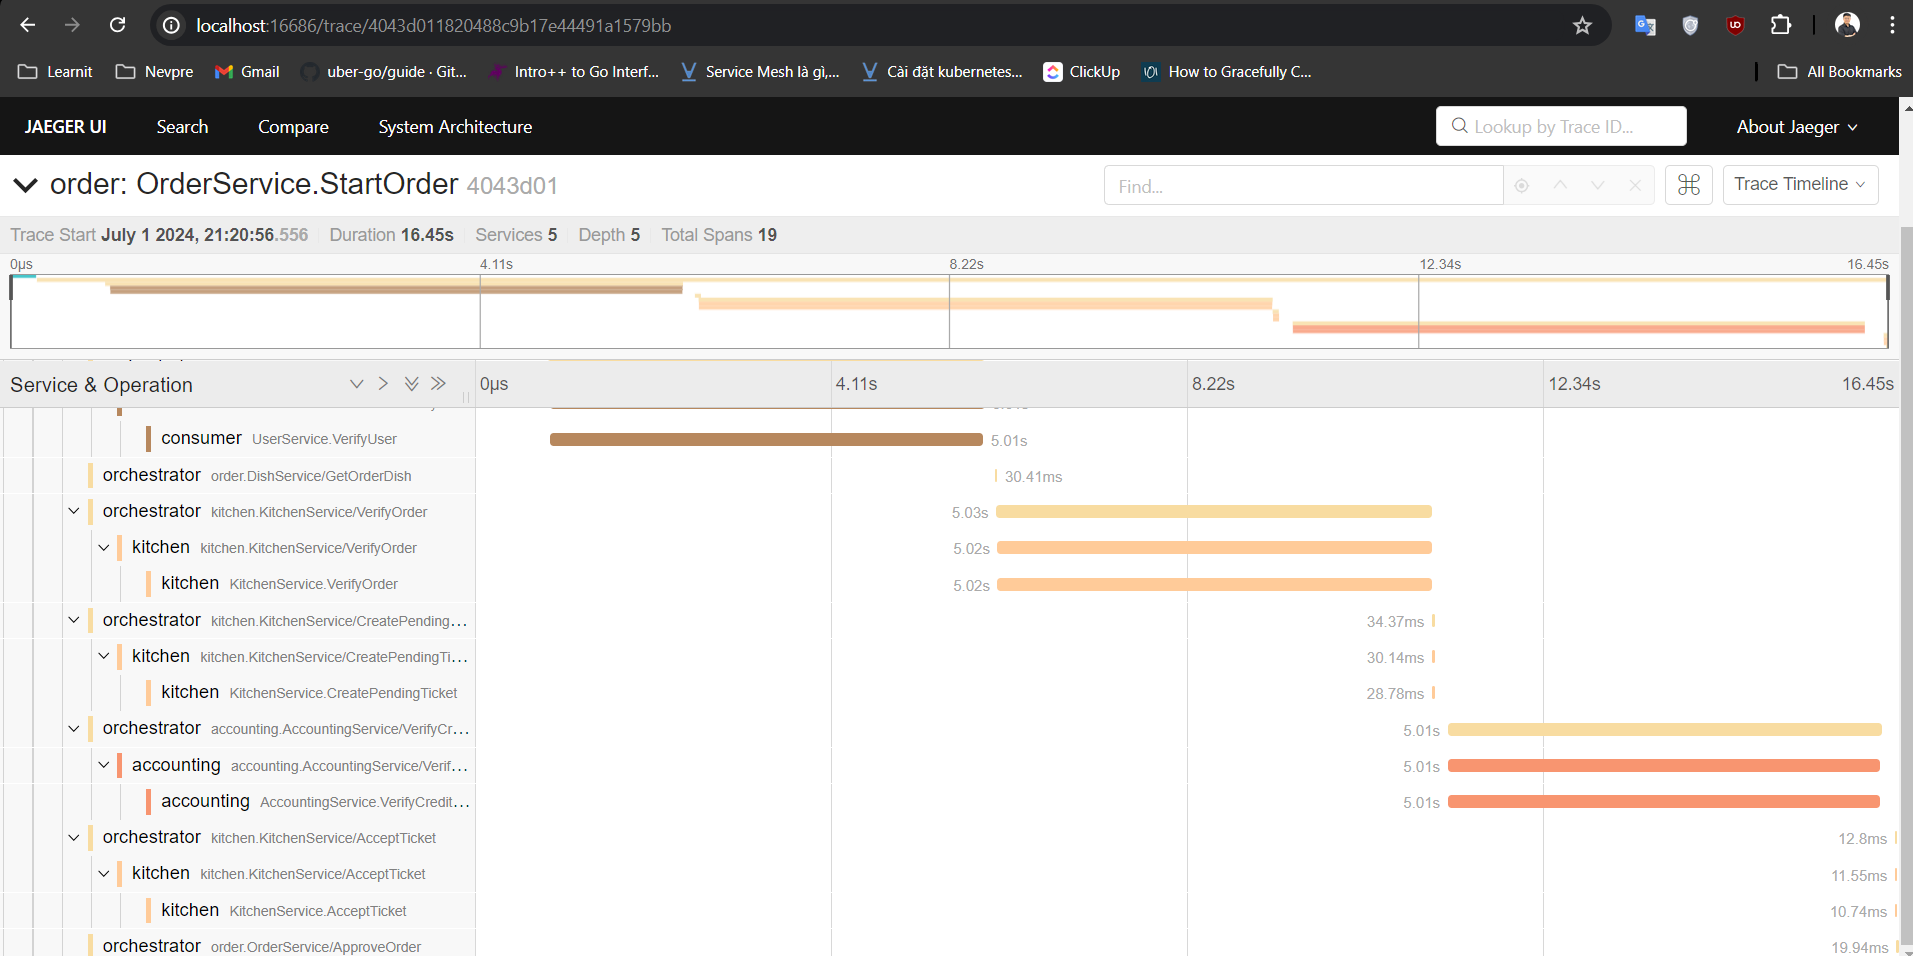 localhost:16686/trace/4043d011820488c9b17e44491a1579bb
Learnit Nevpre Gmail uber-go/guide · Git... Intro++ to Go Interf... Service Mesh là gì,... Cài đặt kubernetes... ClickUp How to Gracefully C... All Bookmarks
JAEGER UI Search Compare System Architecture Lookup by Trace ID... About Jaeger
order: OrderService.StartOrder 4043d01 Find... Trace Timeline
Trace Start July 1 2024, 21:20:56.556 Duration 16.45s Services 5 Depth 5 Total Spans 19
0μs 4.11s 8.22s 12.34s 16.45s
Service & Operation 0μs 4.11s 8.22s 12.34s 16.45s
consumer UserService.VerifyUser 5.01s
orchestrator order.DishService/GetOrderDish 30.41ms
orchestrator kitchen.KitchenService/VerifyOrder 5.03s
kitchen kitchen.KitchenService/VerifyOrder 5.02s
kitchen KitchenService.VerifyOrder 5.02s
orchestrator kitchen.KitchenService/CreatePending... 34.37ms
kitchen kitchen.KitchenService/CreatePendingTi... 30.14ms
kitchen KitchenService.CreatePendingTicket 28.78ms
orchestrator accounting.AccountingService/VerifyCr... 5.01s
accounting accounting.AccountingService/Verif... 5.01s
accounting AccountingService.VerifyCredit... 5.01s
orchestrator kitchen.KitchenService/AcceptTicket 12.8ms
kitchen kitchen.KitchenService/AcceptTicket 11.55ms
kitchen KitchenService.AcceptTicket 10.74ms
orchestrator order.OrderService/ApproveOrder 19.94ms